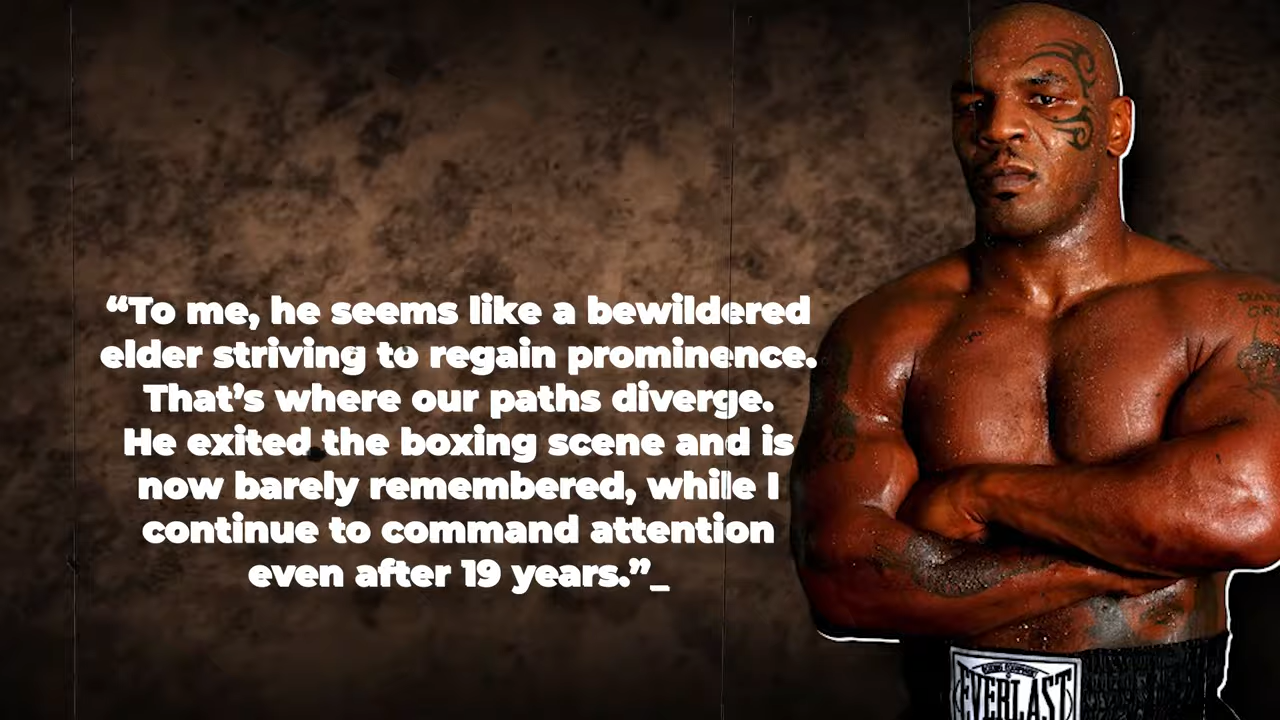 “To me, he seems like a bewildered
elder striving to regain prominence.
That’s where our paths diverge.
He exited the boxing scene and is
now barely remembered, while I
continue to command attention
even after 19 years.”_
EVERLAST